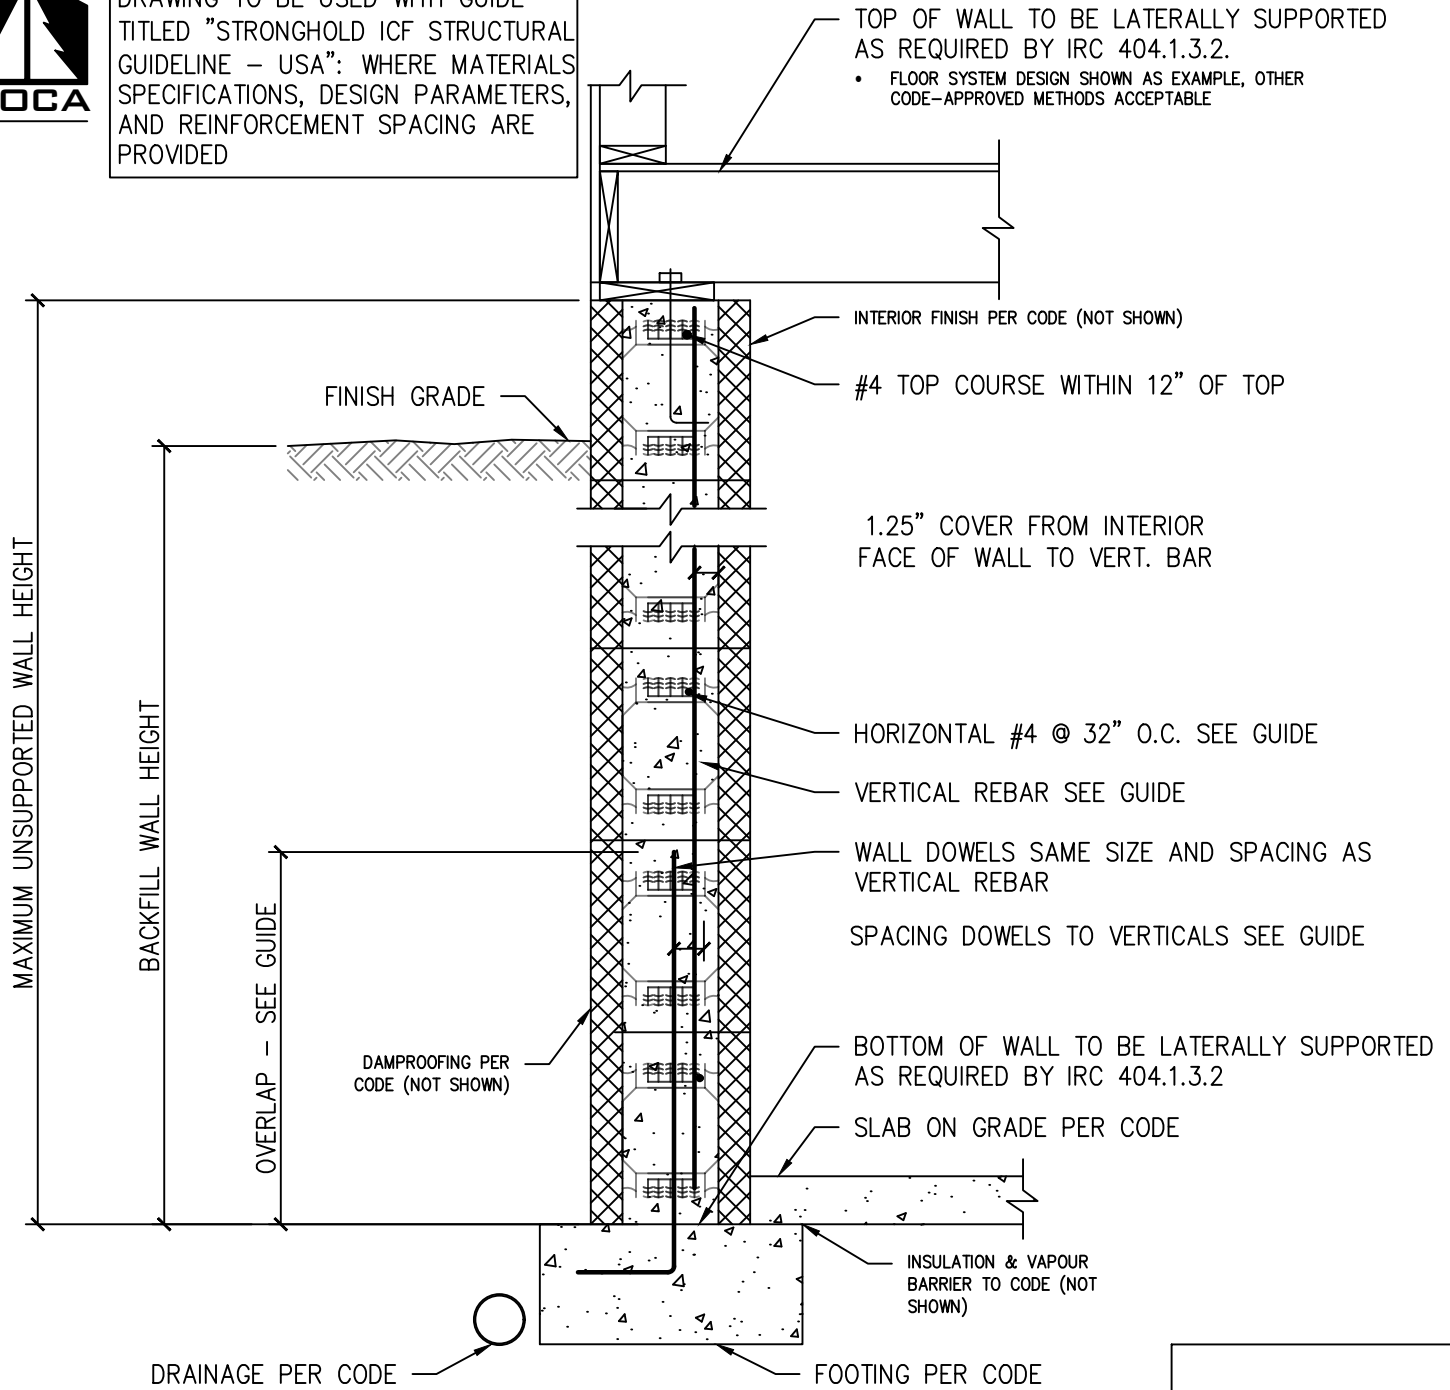 DRAWING TO BE USED WITH GUIDE
TITLED "STRONGHOLD ICF STRUCTURAL
GUIDELINE – USA": WHERE MATERIALS
SPECIFICATIONS, DESIGN PARAMETERS,
AND REINFORCEMENT SPACING ARE
PROVIDED
TOP OF WALL TO BE LATERALLY SUPPORTED
AS REQUIRED BY IRC 404.1.3.2.
• FLOOR SYSTEM DESIGN SHOWN AS EXAMPLE, OTHER
CODE–APPROVED METHODS ACCEPTABLE
INTERIOR FINISH PER CODE (NOT SHOWN)
#4 TOP COURSE WITHIN 12" OF TOP
FINISH GRADE
1.25" COVER FROM INTERIOR
FACE OF WALL TO VERT. BAR
MAXIMUM UNSUPPORTED WALL HEIGHT
BACKFILL WALL HEIGHT
OVERLAP – SEE GUIDE
HORIZONTAL #4 @ 32" O.C. SEE GUIDE
VERTICAL REBAR SEE GUIDE
WALL DOWELS SAME SIZE AND SPACING AS
VERTICAL REBAR
SPACING DOWELS TO VERTICALS SEE GUIDE
DAMPROOFING PER
CODE (NOT SHOWN)
BOTTOM OF WALL TO BE LATERALLY SUPPORTED
AS REQUIRED BY IRC 404.1.3.2
SLAB ON GRADE PER CODE
INSULATION & VAPOUR
BARRIER TO CODE (NOT
SHOWN)
DRAINAGE PER CODE
FOOTING PER CODE